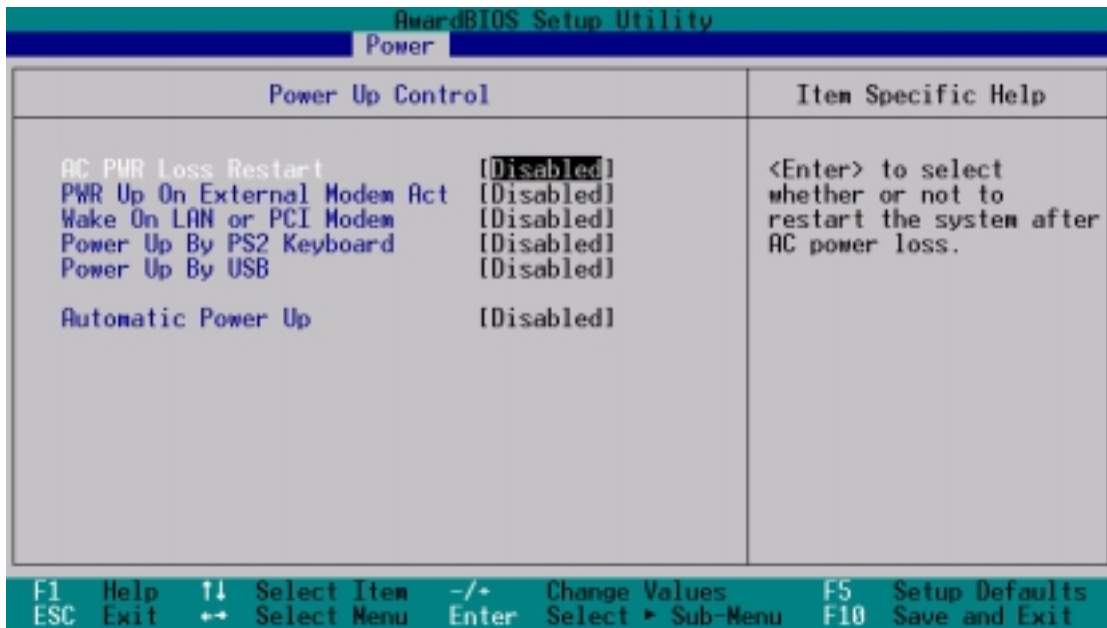 AwardBIOS Setup Utility
Power
Power Up Control
Item Specific Help
AC PWR Loss Restart [Disabled]
PWR Up On External Modem Act [Disabled]
Wake On LAN or PCI Modem [Disabled]
Power Up By PS2 Keyboard [Disabled]
Power Up By USB [Disabled]
Automatic Power Up [Disabled]
<Enter> to select
whether or not to
restart the system after
AC power loss.
F1 Help ↑↓ Select Item -/+ Change Values F5 Setup Defaults
ESC Exit ←→ Select Menu Enter Select ► Sub-Menu F10 Save and Exit